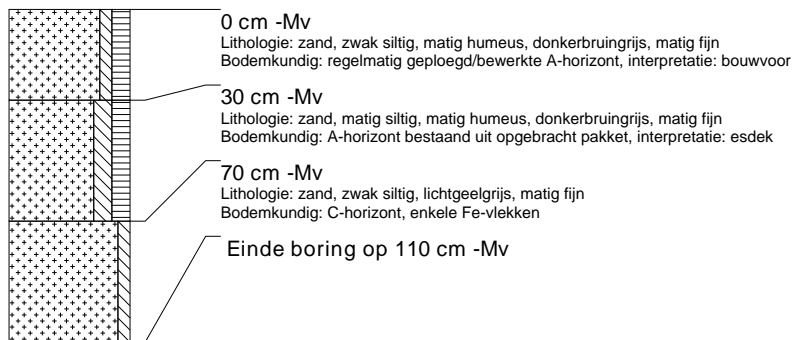 0 cm -Mv
Lithologie: zand, zwak siltig, matig humeus, donkerbruingrijs, matig fijn
Bodemkundig: regelmatig geploegd/bewerkte A-horizont, interpretatie: bouwvoor
30 cm -Mv
Lithologie: zand, matig siltig, matig humeus, donkerbruingrijs, matig fijn
Bodemkundig: A-horizont bestaand uit opgebracht pakket, interpretatie: esdek
70 cm -Mv
Lithologie: zand, zwak siltig, lichtgeelgrijs, matig fijn
Bodemkundig: C-horizont, enkele Fe-vlekken
Einde boring op 110 cm -Mv